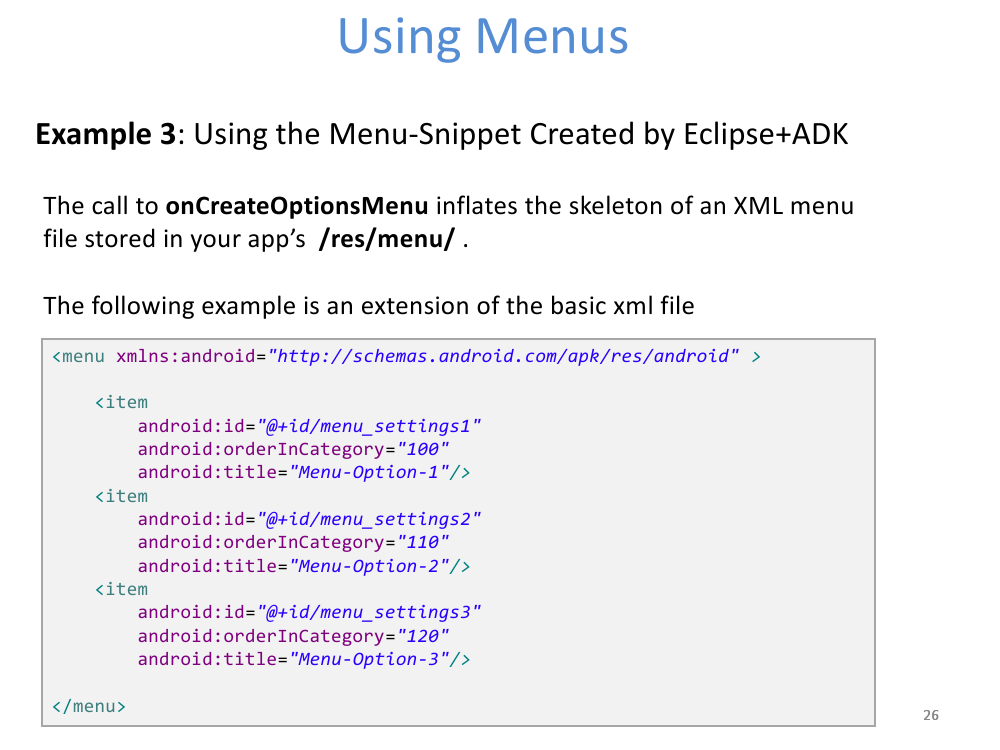 Using Menus
Example 3: Using the Menu-Snippet Created by Eclipse+ADK
The call to onCreateOptionsMenu inflates the skeleton of an XML menu
file stored in your app’s  /res/menu/ .
The following example is an extension of the basic xml file
<menu xmlns:android="http://schemas.android.com/apk/res/android" >
    <item
        android:id="@+id/menu_settings1"
        android:orderInCategory="100"
        android:title="Menu-Option-1"/>
    <item
        android:id="@+id/menu_settings2"
        android:orderInCategory="110"
        android:title="Menu-Option-2"/>
    <item
        android:id="@+id/menu_settings3"
        android:orderInCategory="120"
        android:title="Menu-Option-3"/>
</menu>
26